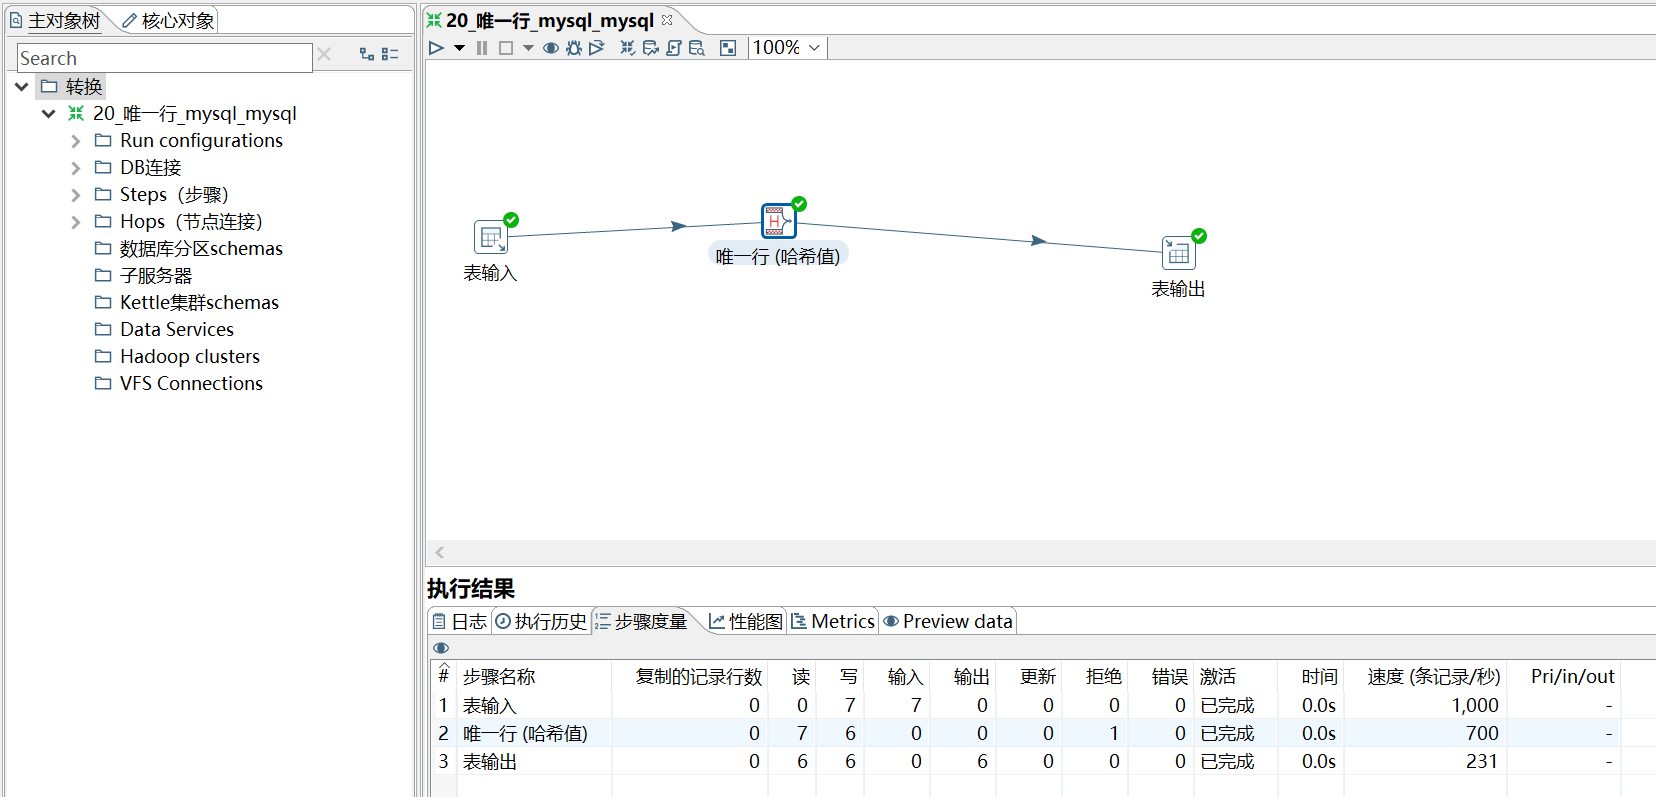 主对象树 核心对象
Search
转换
20_唯一行_mysql_mysql
Run configurations
DB连接
Steps（步骤）
Hops（节点连接）
数据库分区schemas
子服务器
Kettle集群schemas
Data Services
Hadoop clusters
VFS Connections
20_唯一行_mysql_mysql
100%
表输入
唯一行 (哈希值)
表输出
执行结果
日志 执行历史 步骤度量 性能图 Metrics Preview data
# 步骤名称 复制的记录行数 读 写 输入 输出 更新 拒绝 错误 激活 时间 速度 (条记录/秒) Pri/in/out
1 表输入 0 0 7 7 0 0 0 0 已完成 0.0s 1,000 -
2 唯一行 (哈希值) 0 7 6 0 0 0 1 0 已完成 0.0s 700 -
3 表输出 0 6 6 0 6 0 0 0 已完成 0.0s 231 -